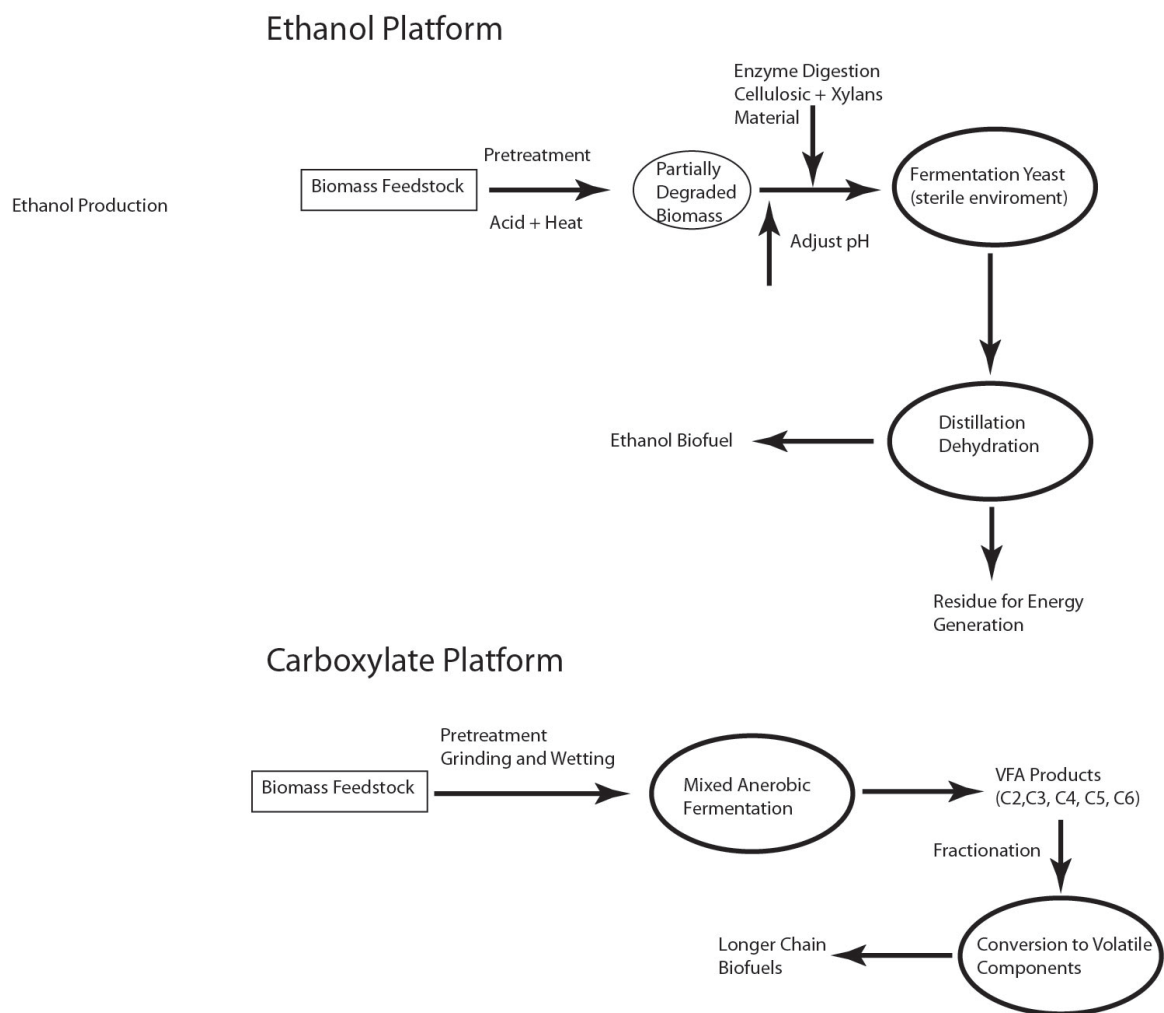 Ethanol Platform
Enzyme Digestion
Cellulosic + Xylans
Material
Pretreatment
Biomass Feedstock
Acid + Heat
Partially
Degraded
Biomass
Adjust pH
Fermentation Yeast
(sterile enviroment)
Ethanol Production
Distillation
Dehydration
Ethanol Biofuel
Residue for Energy
Generation
Carboxylate Platform
Pretreatment
Grinding and Wetting
Biomass Feedstock
Mixed Anerobic
Fermentation
VFA Products
(C2,C3, C4, C5, C6)
Fractionation
Conversion to Volatile
Components
Longer Chain
Biofuels